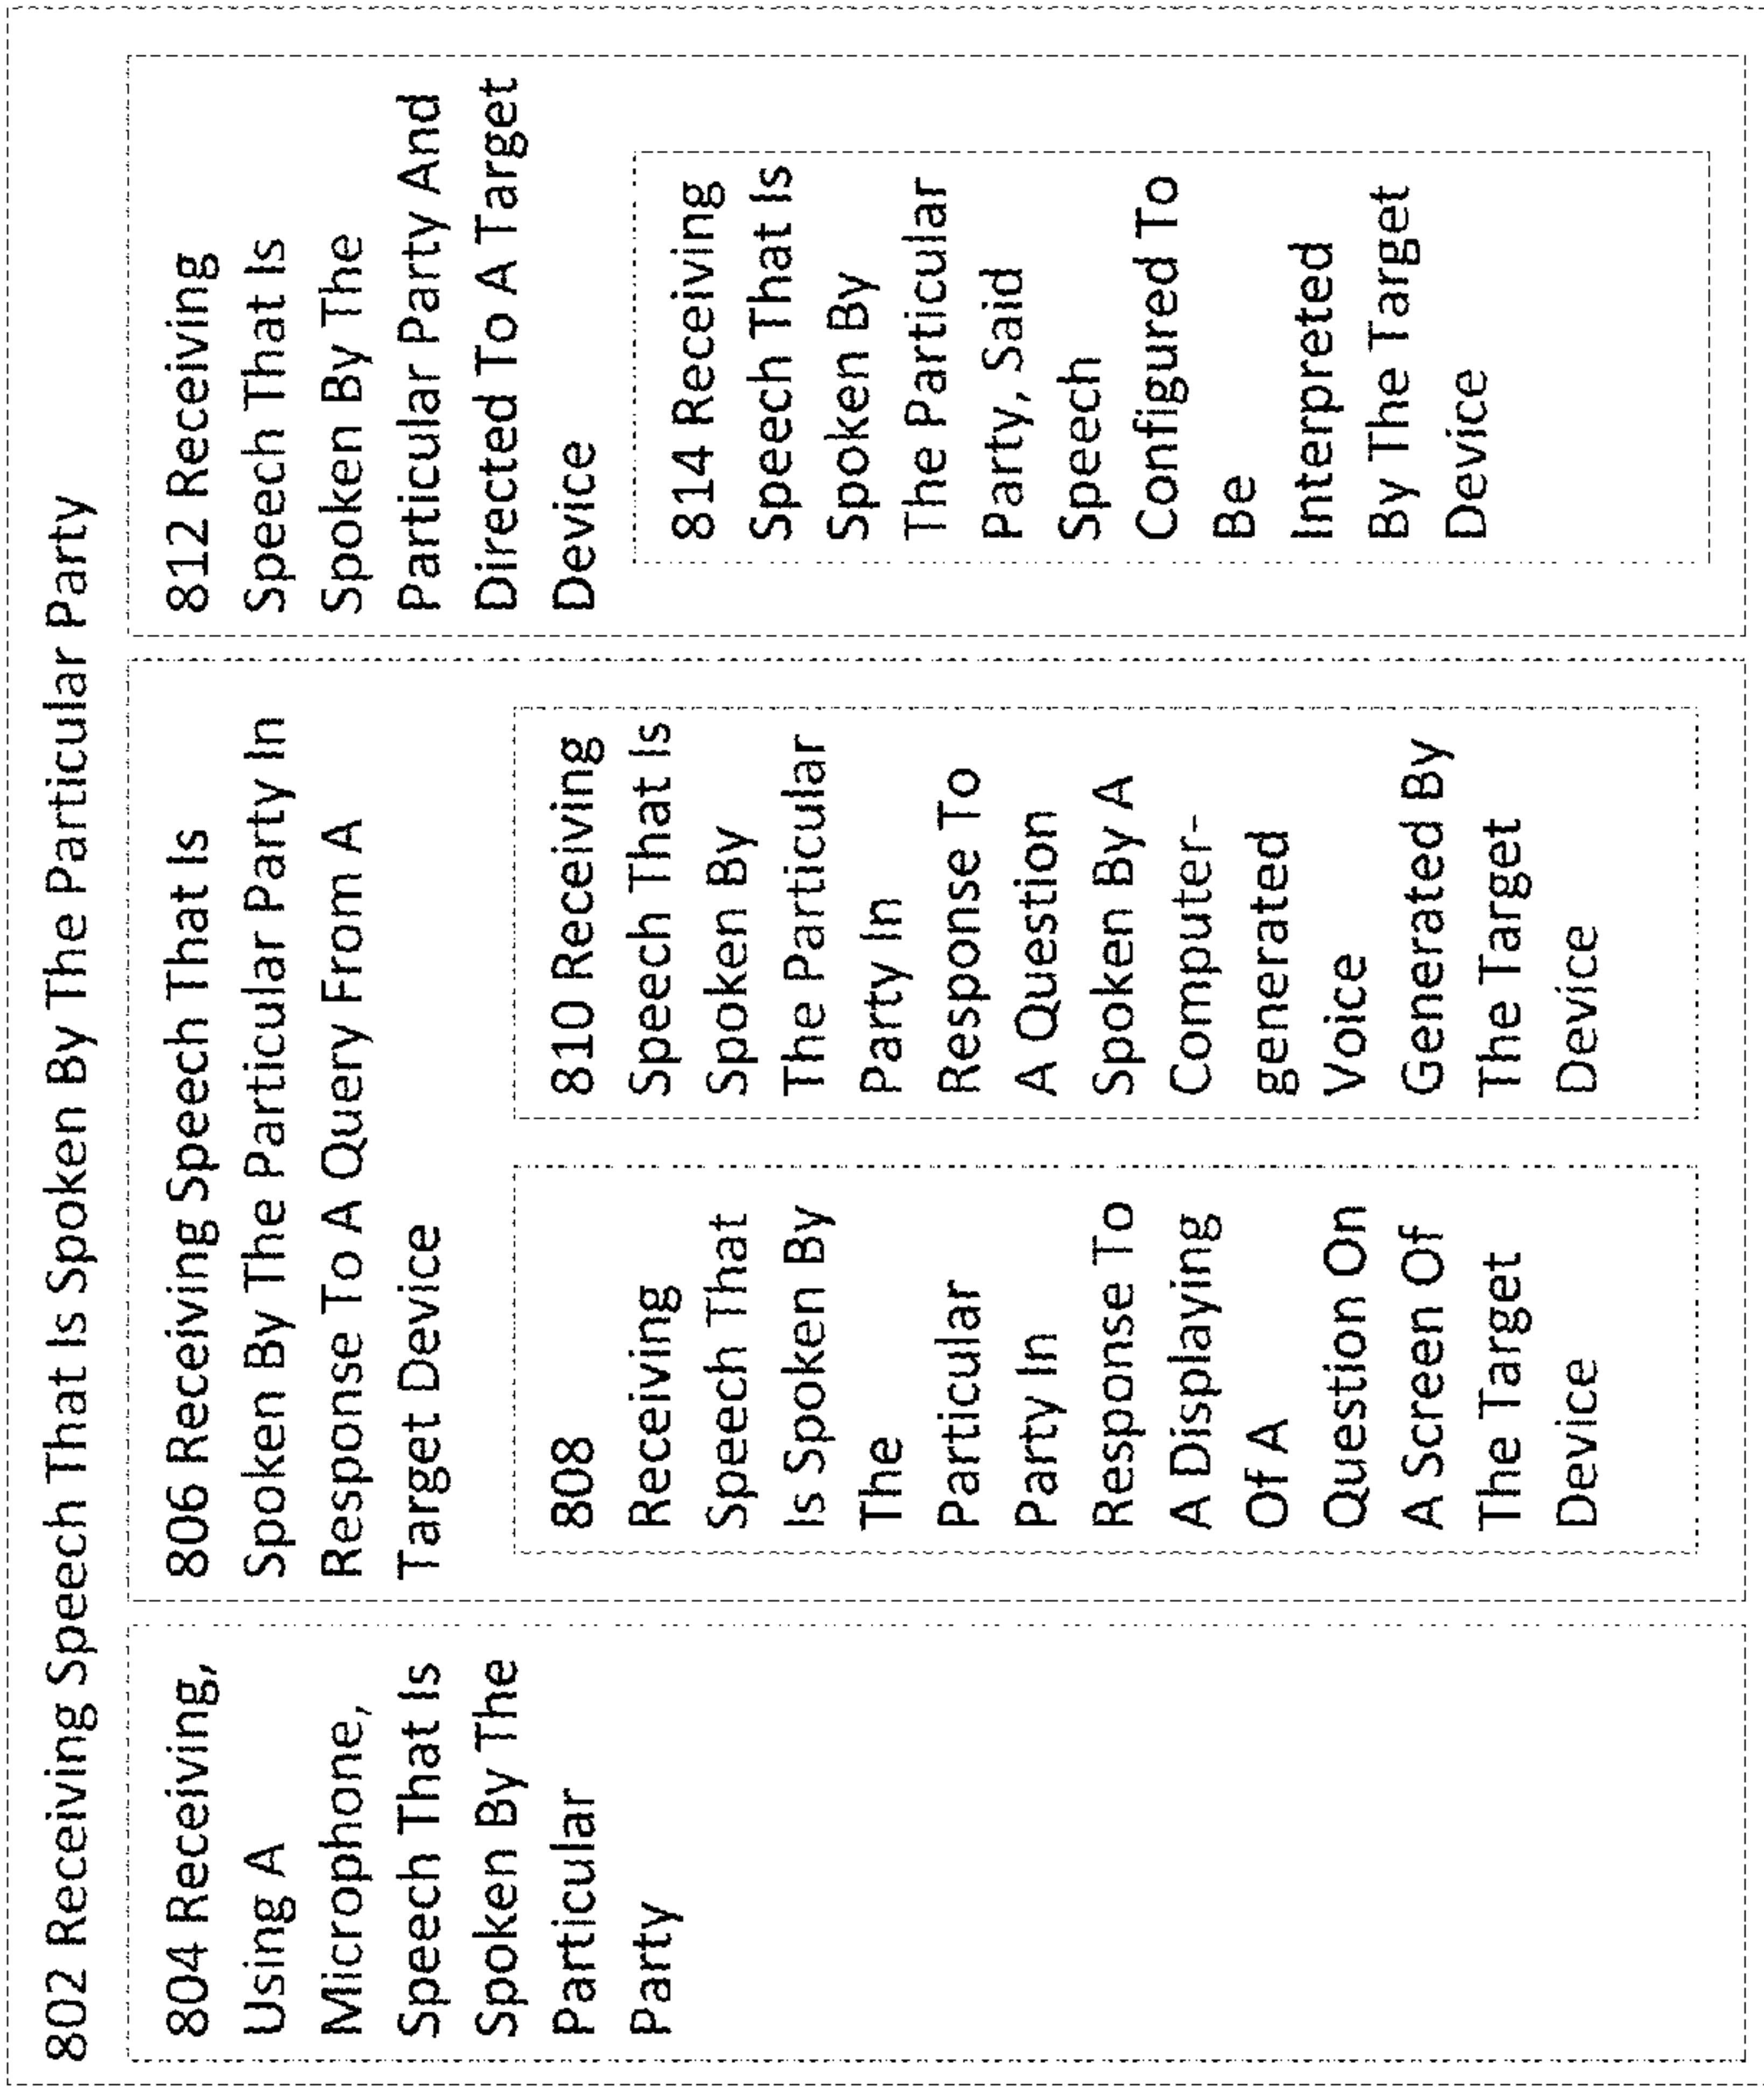 802 Receiving Speech That Is Spoken By The Particular Party
804 Receiving,
Using A
Microphone,
Speech That Is
Spoken By The
Particular
Party
806 Receiving Speech That Is
Spoken By The Particular Party In
Response To A Query From A
Target Device
808
Receiving
Speech That
Is Spoken By
The
Particular
Party In
Response To
A Displaying
Of A
Question On
A Screen Of
The Target
Device
810 Receiving
Speech That Is
Spoken By
The Particular
Party In
Response To
A Question
Spoken By A
Computer-
generated
Voice
Generated By
The Target
Device
812 Receiving
Speech That Is
Spoken By The
Particular Party And
Directed To A Target
Device
814 Receiving
Speech That Is
Spoken By
The Particular
Party, Said
Speech
Configured To
Be
Interpreted
By The Target
Device